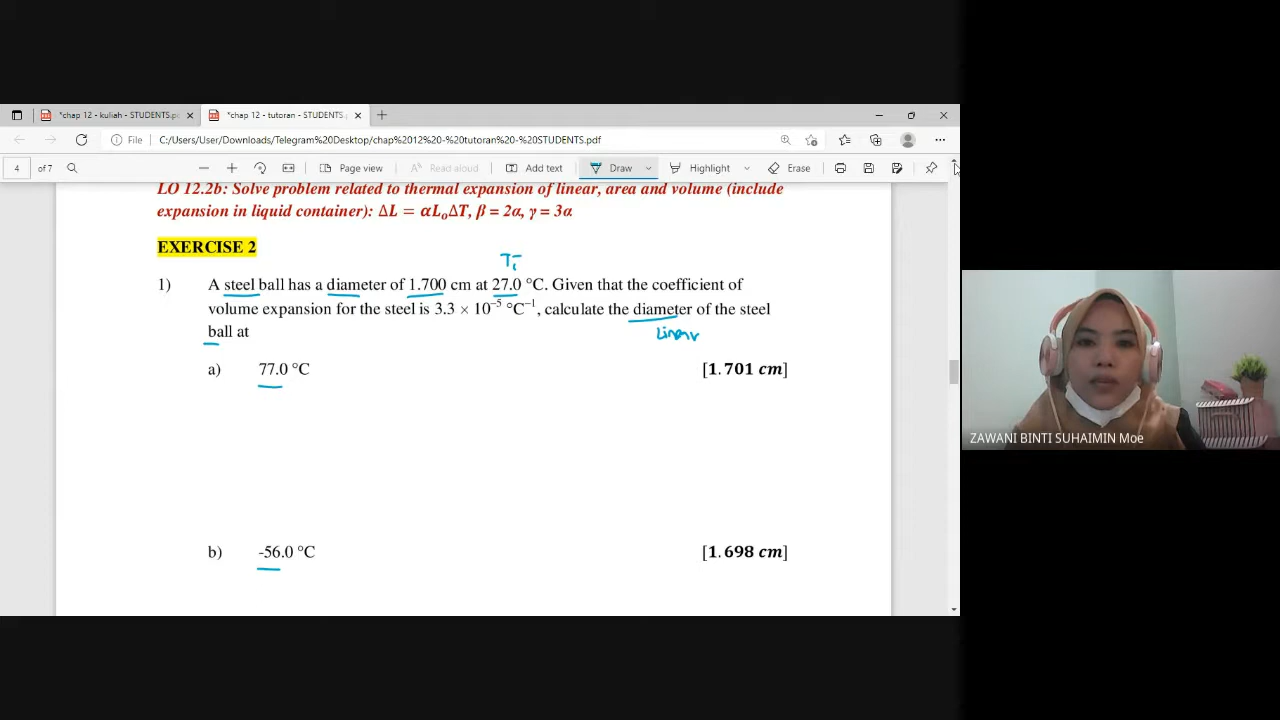 *chap 12 - kuliah - STUDENTS.p
*chap 12 - tutoran - STUDENTS.
File
C:/Users/User/Downloads/Telegram%20Desktop/chap%2012%20-%20tutoran%20-%20STUDENTS.pdf
4 of 7
Page view
Read aloud
Add text
Draw
Highlight
Erase
LO 12.2b: Solve problem related to thermal expansion of linear, area and volume (include
expansion in liquid container): ΔL = αL₀ΔT, β = 2α, γ = 3α
EXERCISE 2
1) A steel ball has a diameter of 1.700 cm at 27.0 °C. Given that the coefficient of
volume expansion for the steel is 3.3 × 10⁻⁵ °C⁻¹, calculate the diameter of the steel
Linear
ball at
a) 77.0 °C [1.701 cm]
b) -56.0 °C [1.698 cm]
ZAWANI BINTI SUHAIMIN Moe